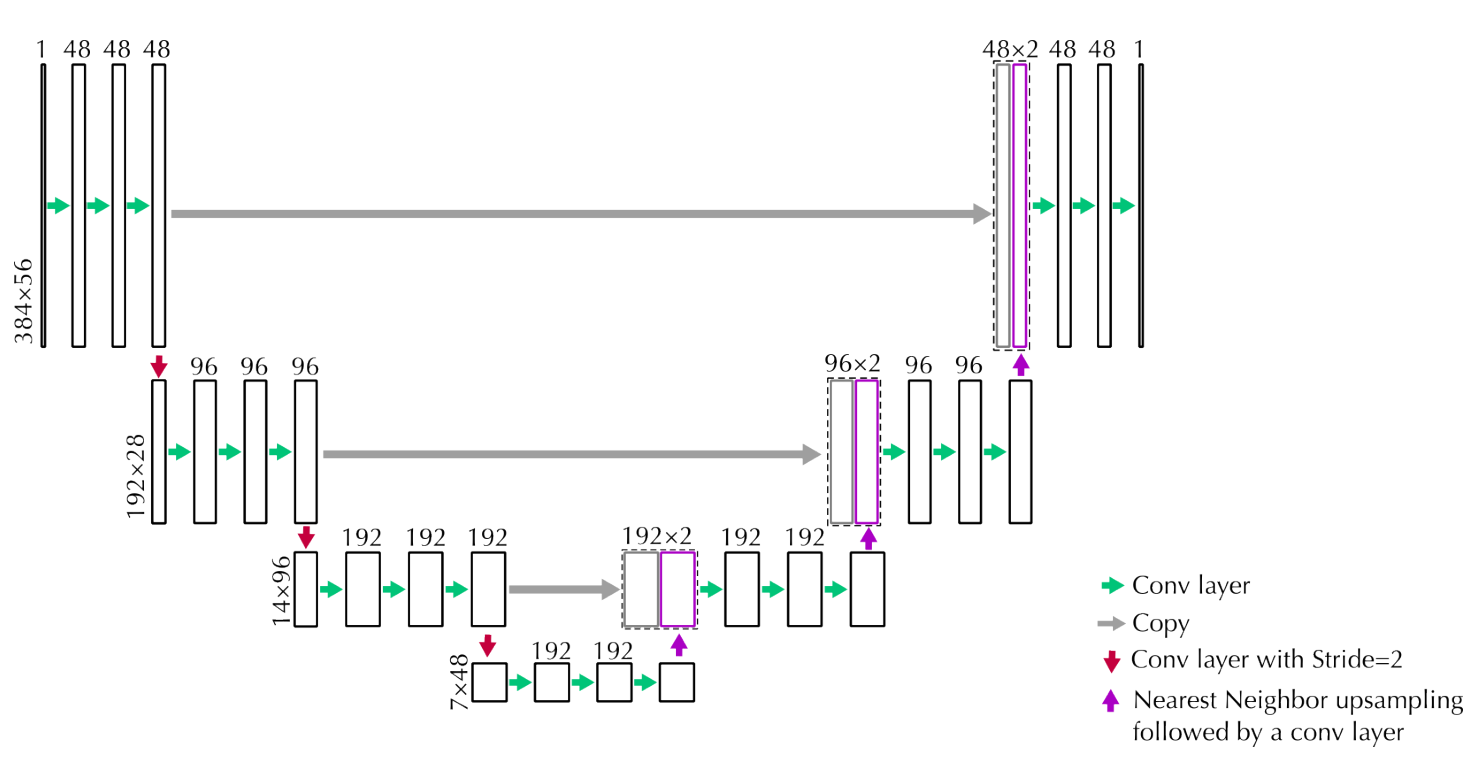 1 48 48 48
48×2 48 48 1
384×56
96 96 96
96×2 96 96
192×28
192 192 192
192×2 192 192
14×96
192 192
7×48
Conv layer
Copy
Conv layer with Stride=2
Nearest Neighbor upsampling
followed by a conv layer